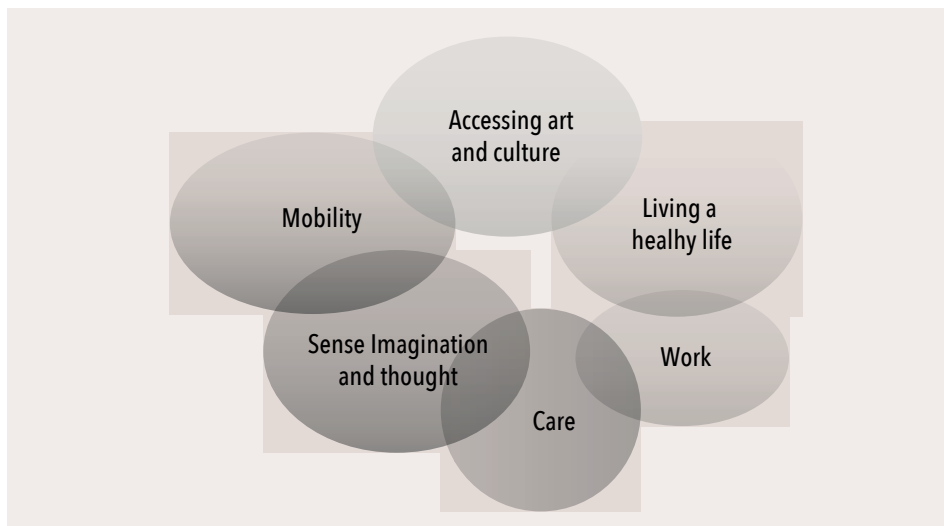 Accessing art
and culture
Mobility
Living a
healhy life
Sense Imagination
and thought
Work
Care